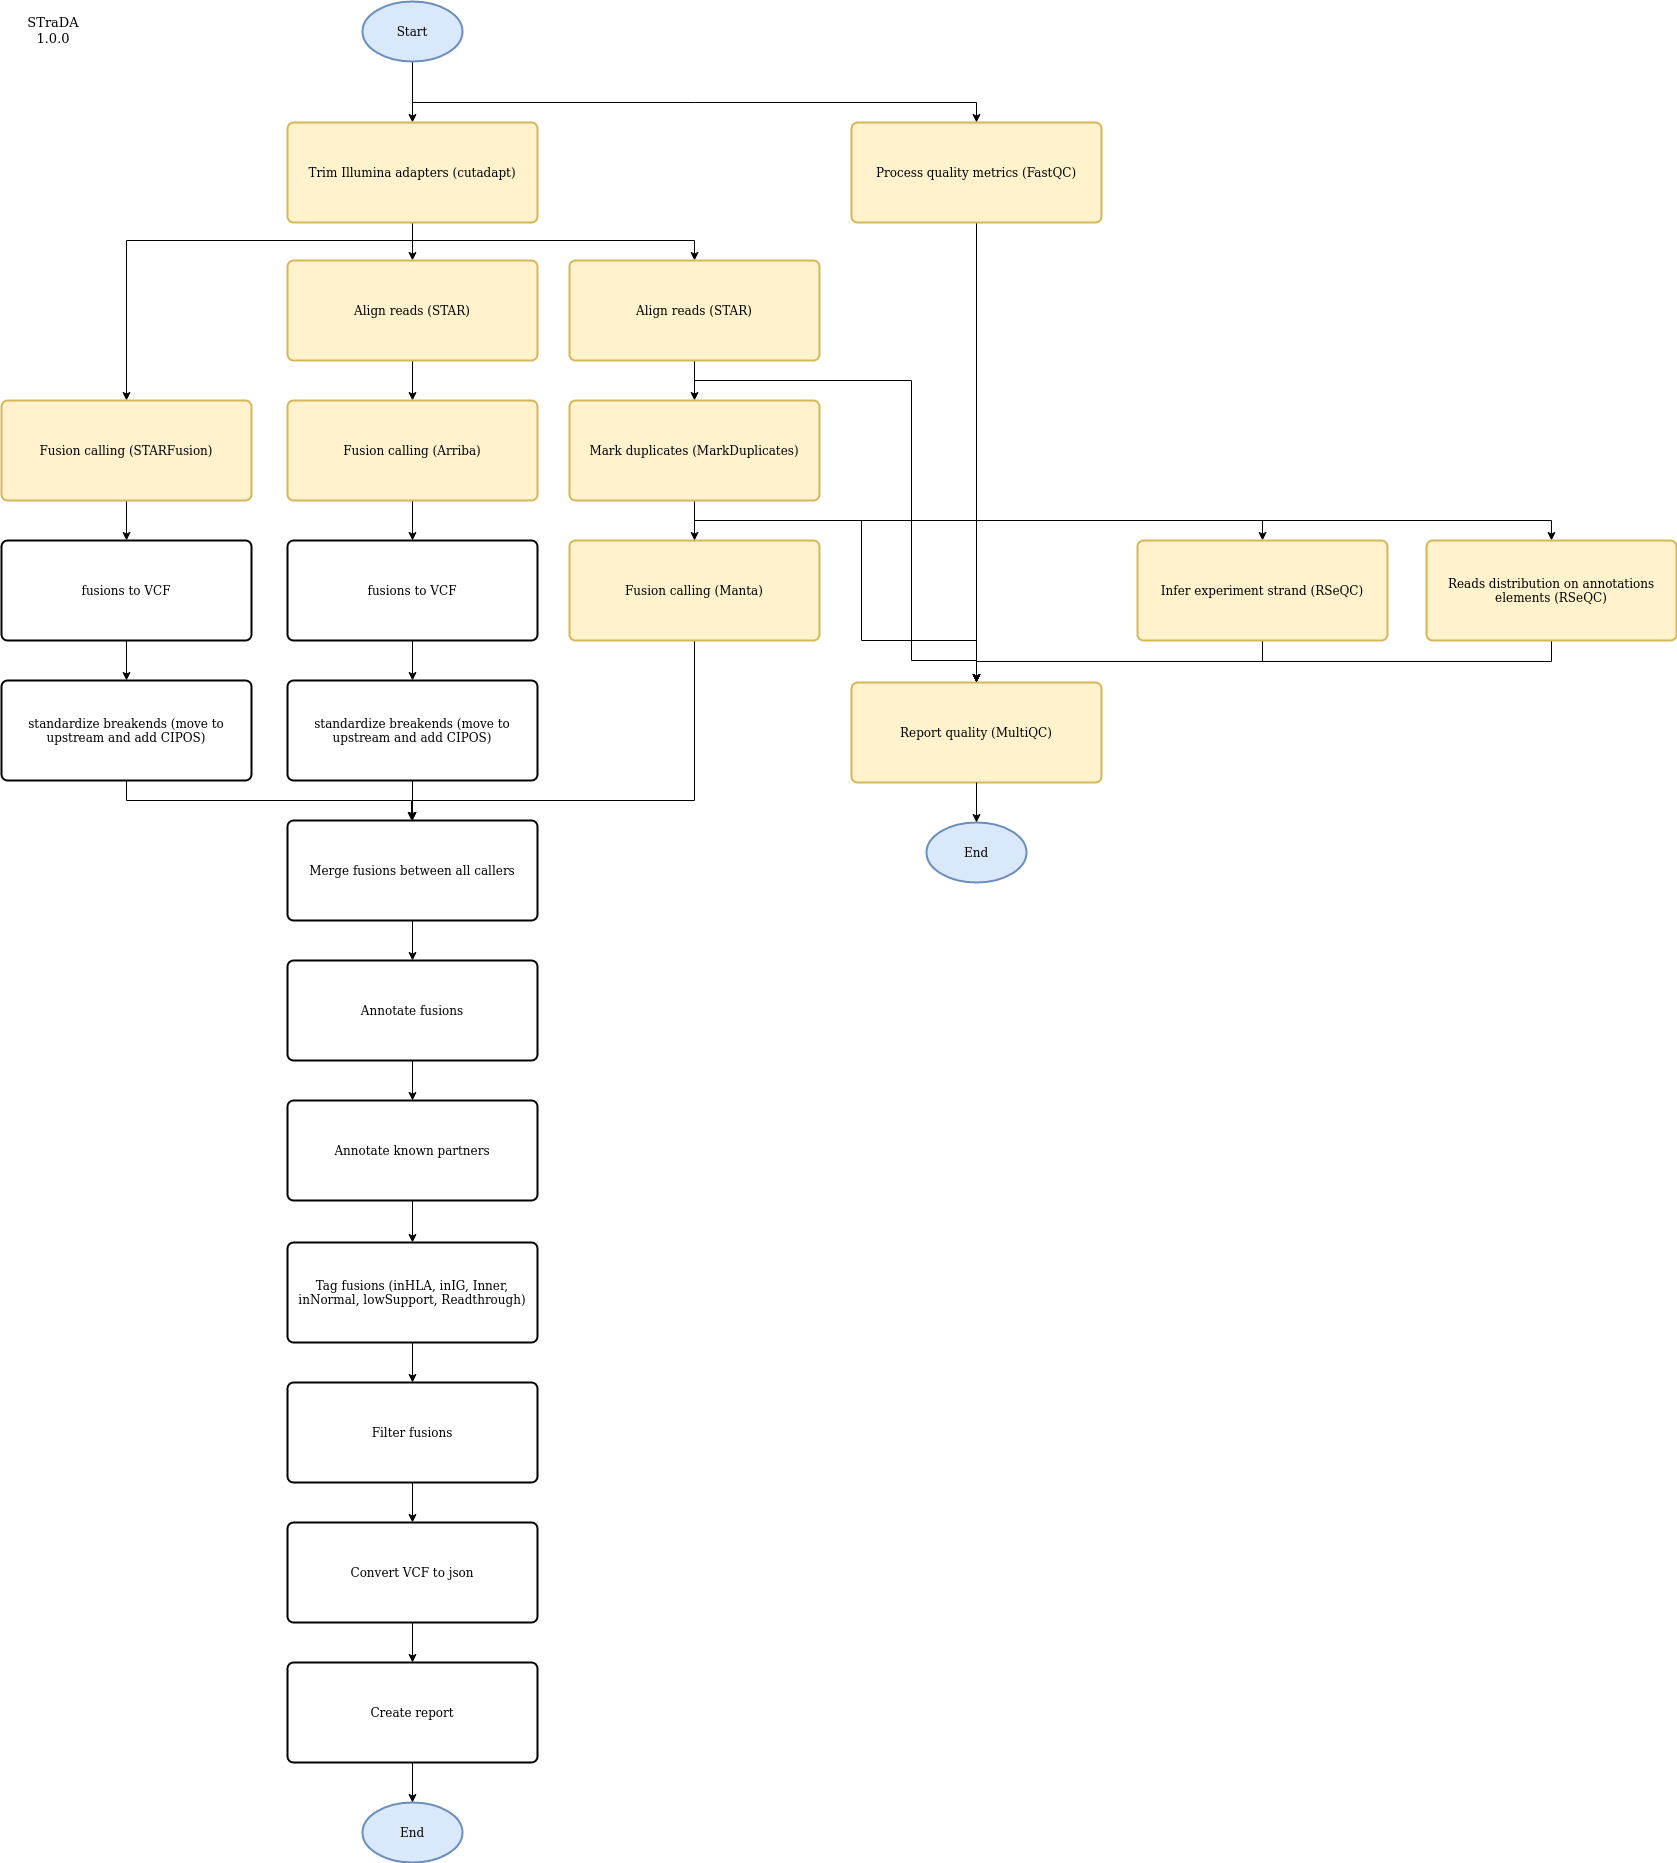 STraDA
1.0.0
Start
Trim Illumina adapters (cutadapt)
Process quality metrics (FastQC)
Align reads (STAR)
Align reads (STAR)
Fusion calling (STARFusion)
Fusion calling (Arriba)
Mark duplicates (MarkDuplicates)
fusions to VCF
fusions to VCF
Fusion calling (Manta)
Infer experiment strand (RSeQC)
Reads distribution on annotations
elements (RSeQC)
standardize breakends (move to
upstream and add CIPOS)
standardize breakends (move to
upstream and add CIPOS)
Report quality (MultiQC)
Merge fusions between all callers
End
Annotate fusions
Annotate known partners
Tag fusions (inHLA, inIG, Inner,
inNormal, lowSupport, Readthrough)
Filter fusions
Convert VCF to json
Create report
End